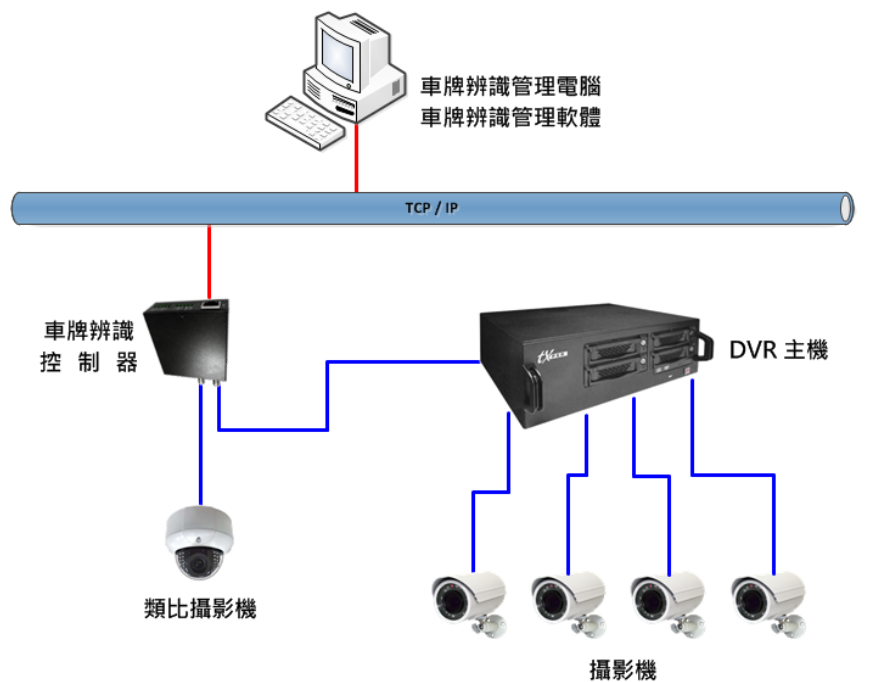 車牌辨識管理電腦
車牌辨識管理軟體
TCP / IP
車牌辨識
控 制 器
DVR 主機
類比攝影機
攝影機